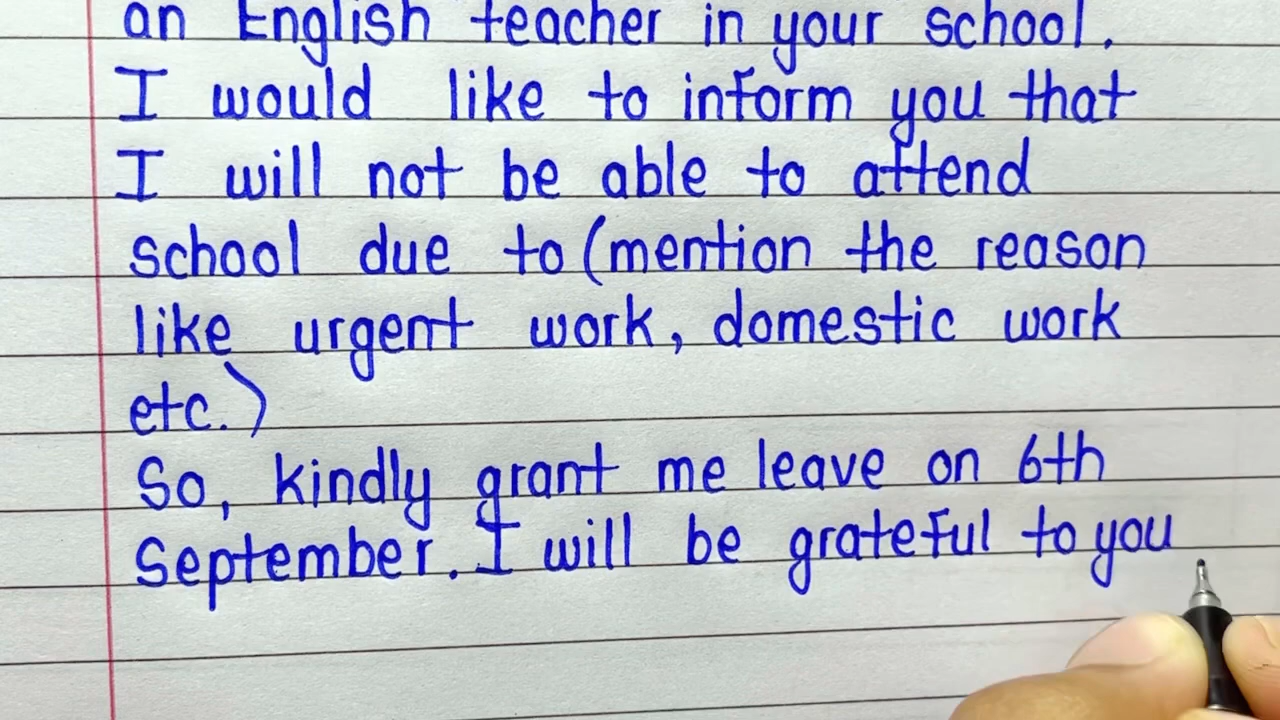 an English teacher in your school.
I would like to inform you that
I will not be able to attend
school due to (mention the reason
like urgent work, domestic work
etc.)
So, kindly grant me leave on 6th
September. I will be grateful to you